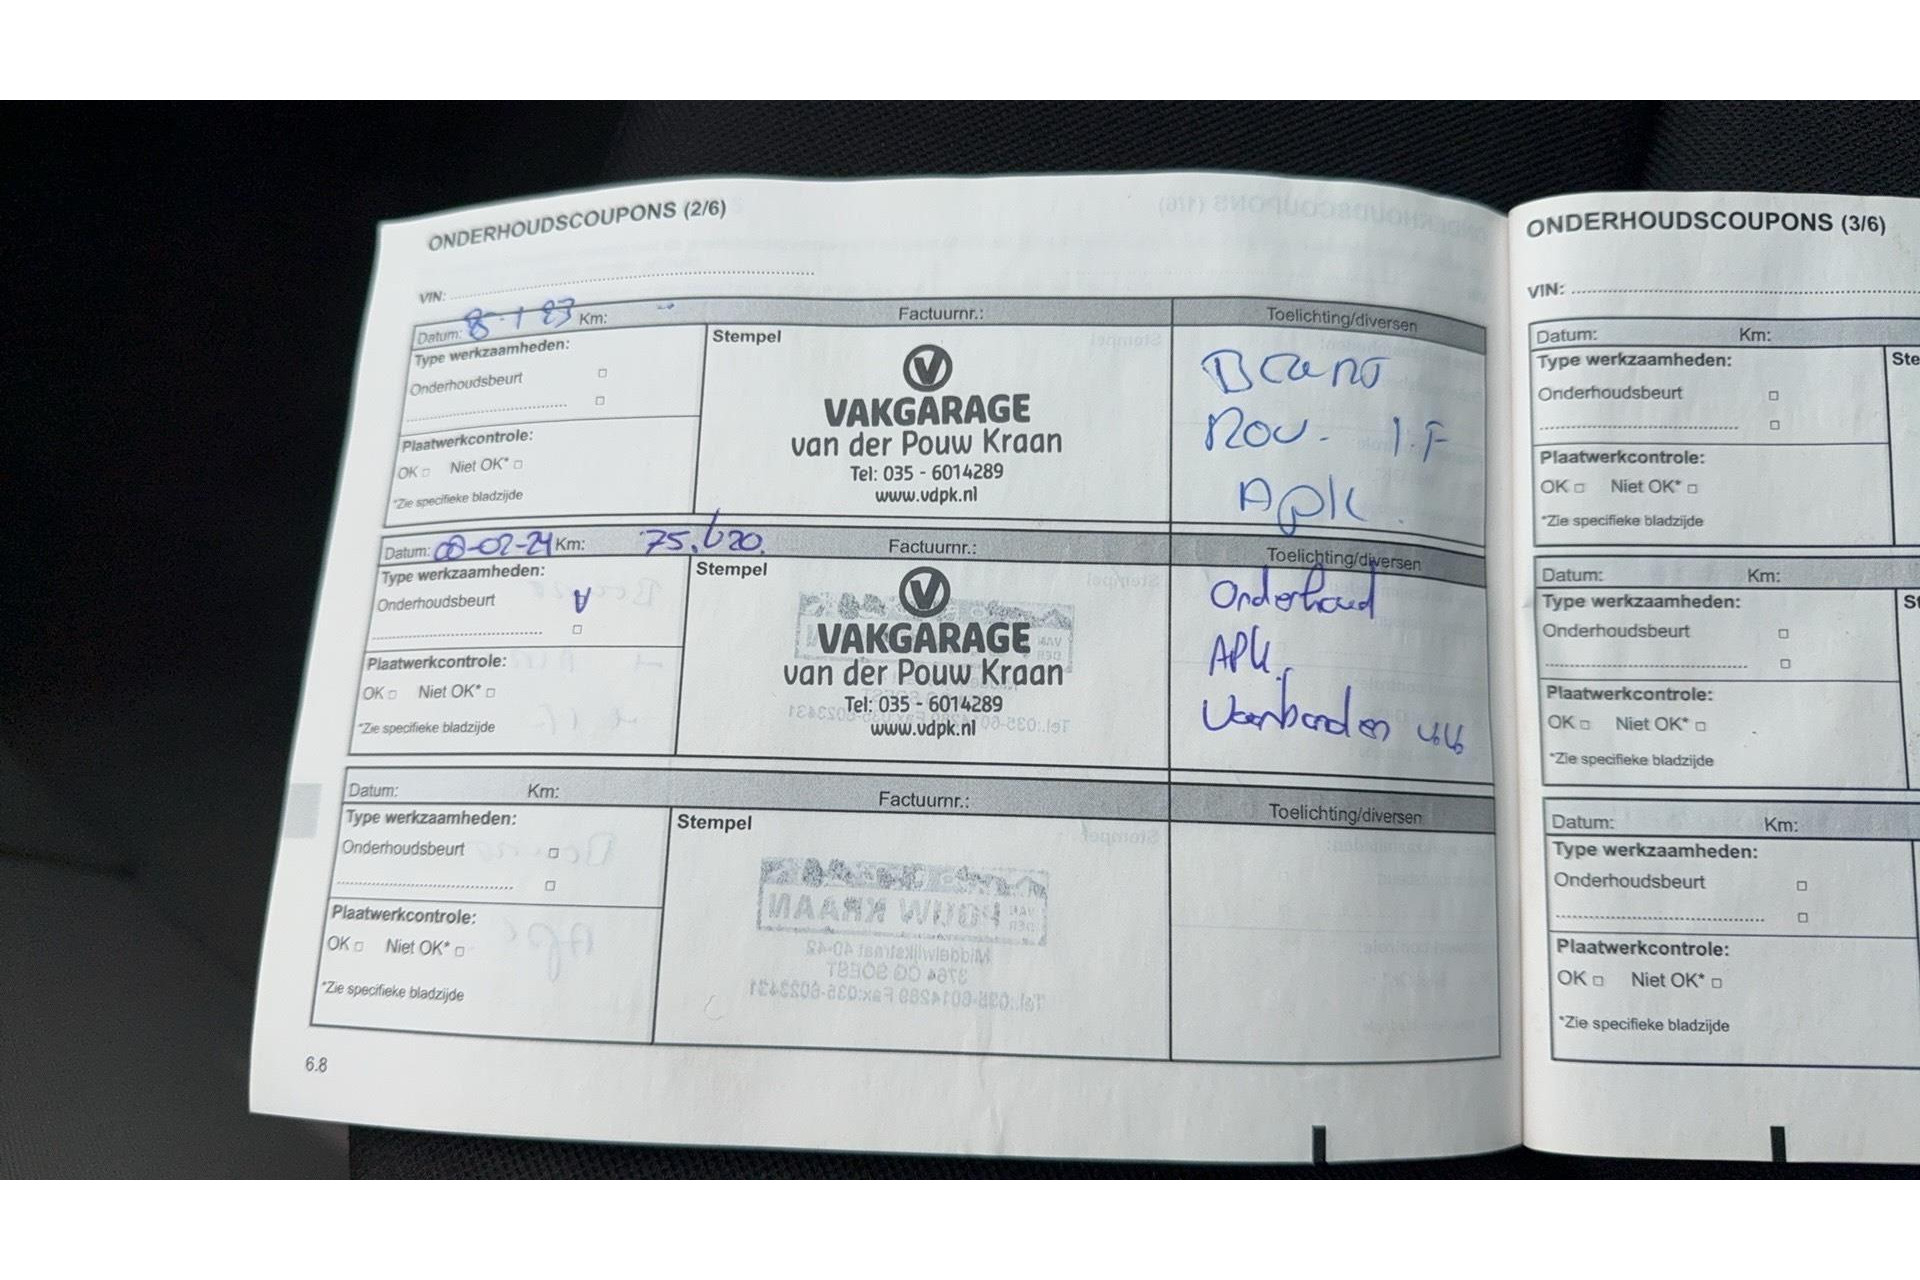 ONDERHOUDSCOUPONS (2/6)
VIN:
Datum: 8-1 23 Km: Factuurnr.: Toelichting/diversen
Type werkzaamheden: Stempel
Onderhoudsbeurt
Plaatwerkcontrole:
OK Niet OK*
*Zie specifieke bladzijde
V
VAKGARAGE
van der Pouw Kraan
Tel: 035 - 6014289
www.vdpk.nl
Apk.
Datum: 08-02-24 Km: 75.620. Factuurnr.: Toelichting/diversen
Type werkzaamheden: Stempel
Onderhoudsbeurt A
Plaatwerkcontrole:
OK Niet OK*
*Zie specifieke bladzijde
V
VAKGARAGE
van der Pouw Kraan
Tel: 035 - 6014289
www.vdpk.nl
Onderhoud
APK.
Voorbanden
Datum: Km: Factuurnr.: Toelichting/diversen
Type werkzaamheden: Stempel
Onderhoudsbeurt
Plaatwerkcontrole:
OK Niet OK*
*Zie specifieke bladzijde
6.8
ONDERHOUDSCOUPONS (3/6)
VIN:
Datum: Km:
Type werkzaamheden: Ste
Onderhoudsbeurt
Plaatwerkcontrole:
OK Niet OK*
*Zie specifieke bladzijde
Datum: Km:
Type werkzaamheden: St
Onderhoudsbeurt
Plaatwerkcontrole:
OK Niet OK*
*Zie specifieke bladzijde
Datum: Km:
Type werkzaamheden:
Onderhoudsbeurt
Plaatwerkcontrole:
OK Niet OK*
*Zie specifieke bladzijde